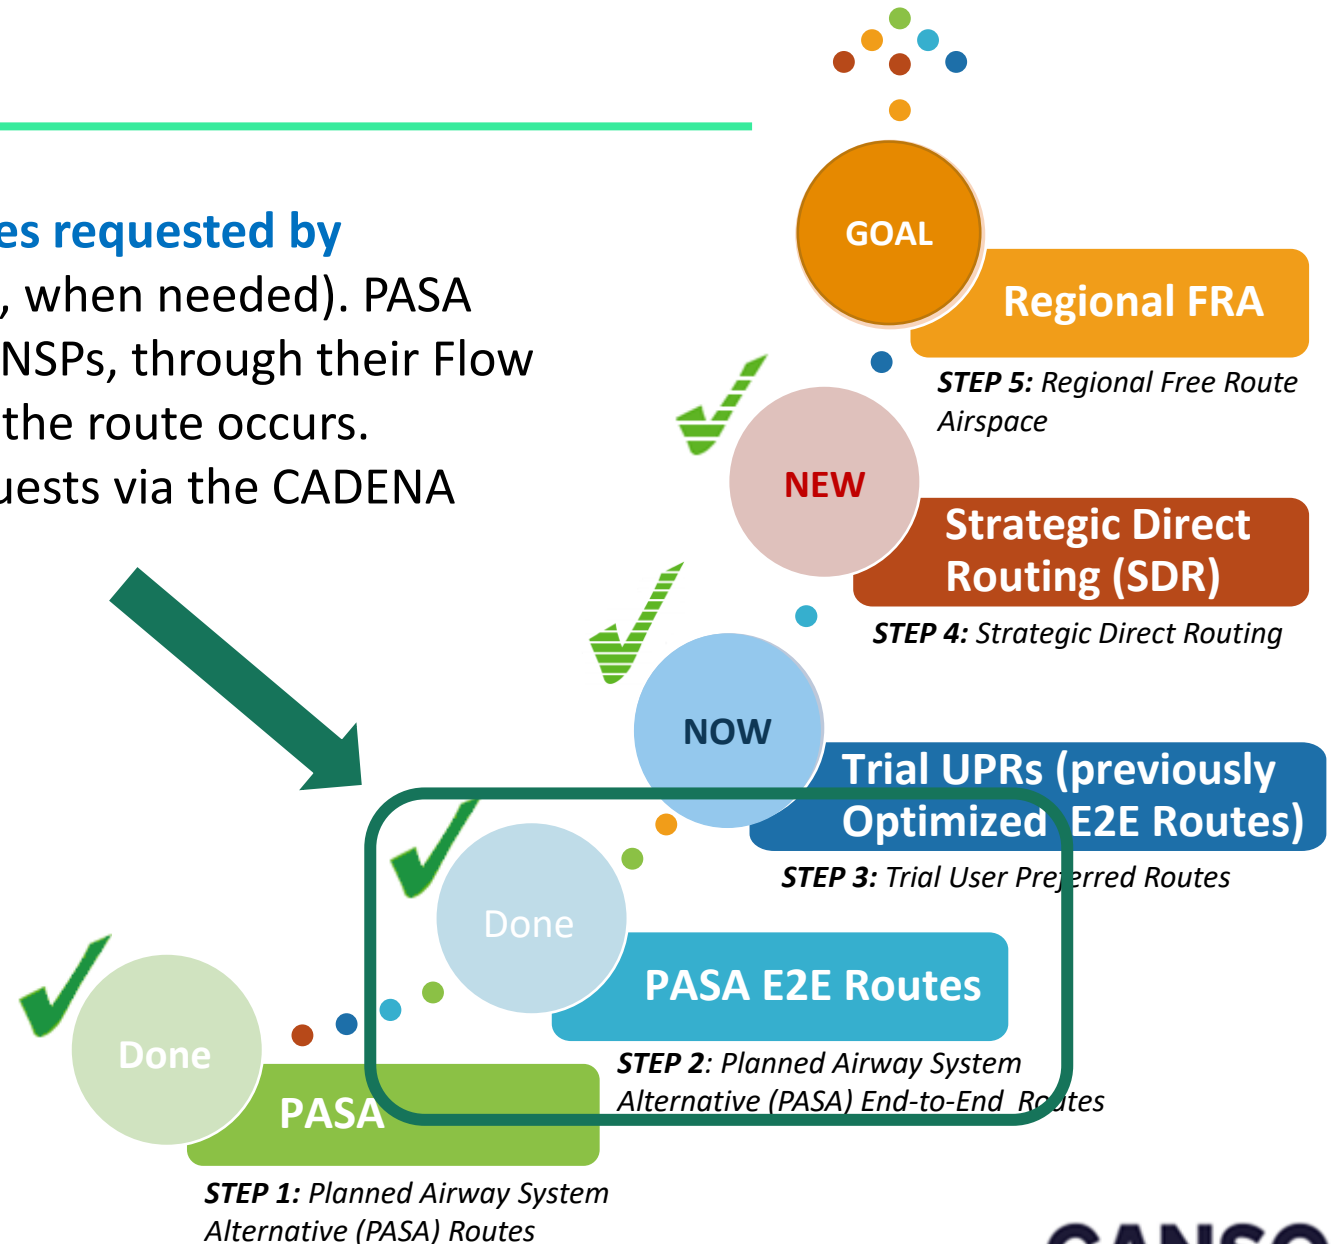 es requested by
, when needed). PASA
NSPs, through their Flow
the route occurs.
uests via the CADENA
GOAL
Regional FRA
STEP 5: Regional Free Route
Airspace
NEW
Strategic Direct
Routing (SDR)
STEP 4: Strategic Direct Routing
NOW
Trial UPRs (previously
Optimized E2E Routes)
STEP 3: Trial User Preferred Routes
Done
PASA E2E Routes
STEP 2: Planned Airway System
Alternative (PASA) End-to-End Routes
Done
PASA
STEP 1: Planned Airway System
Alternative (PASA) Routes
CANSO